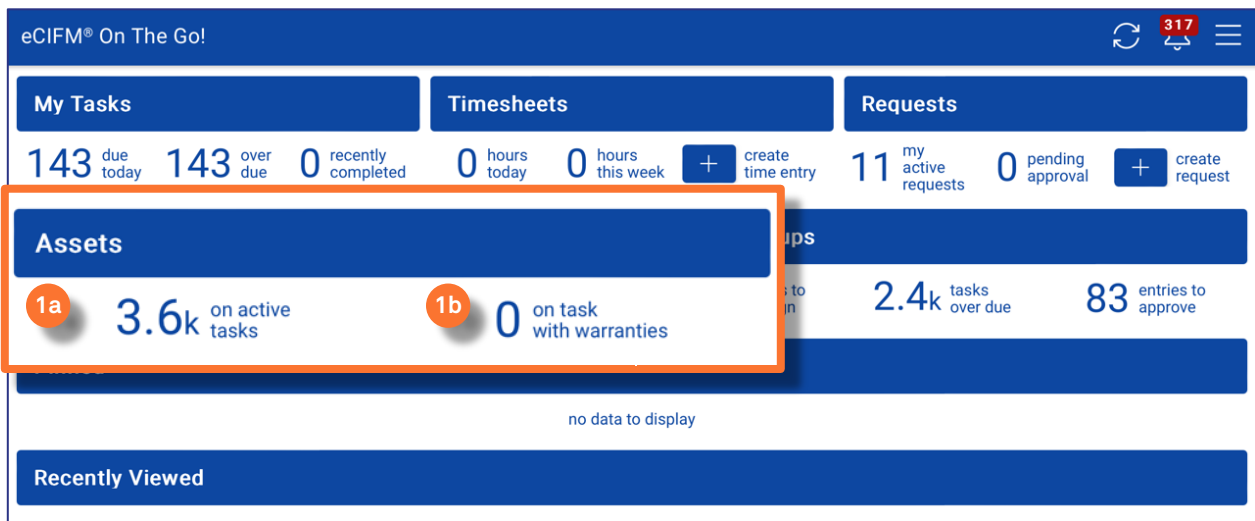 eCIFM® On The Go!
317
My Tasks
Timesheets
Requests
143 due today
143 over due
0 recently completed
0 hours today
0 hours this week
+ create time entry
11 my active requests
0 pending approval
+ create request
Assets
1a
3.6k on active tasks
1b
0 on task with warranties
2.4k tasks over due
83 entries to approve
no data to display
Recently Viewed